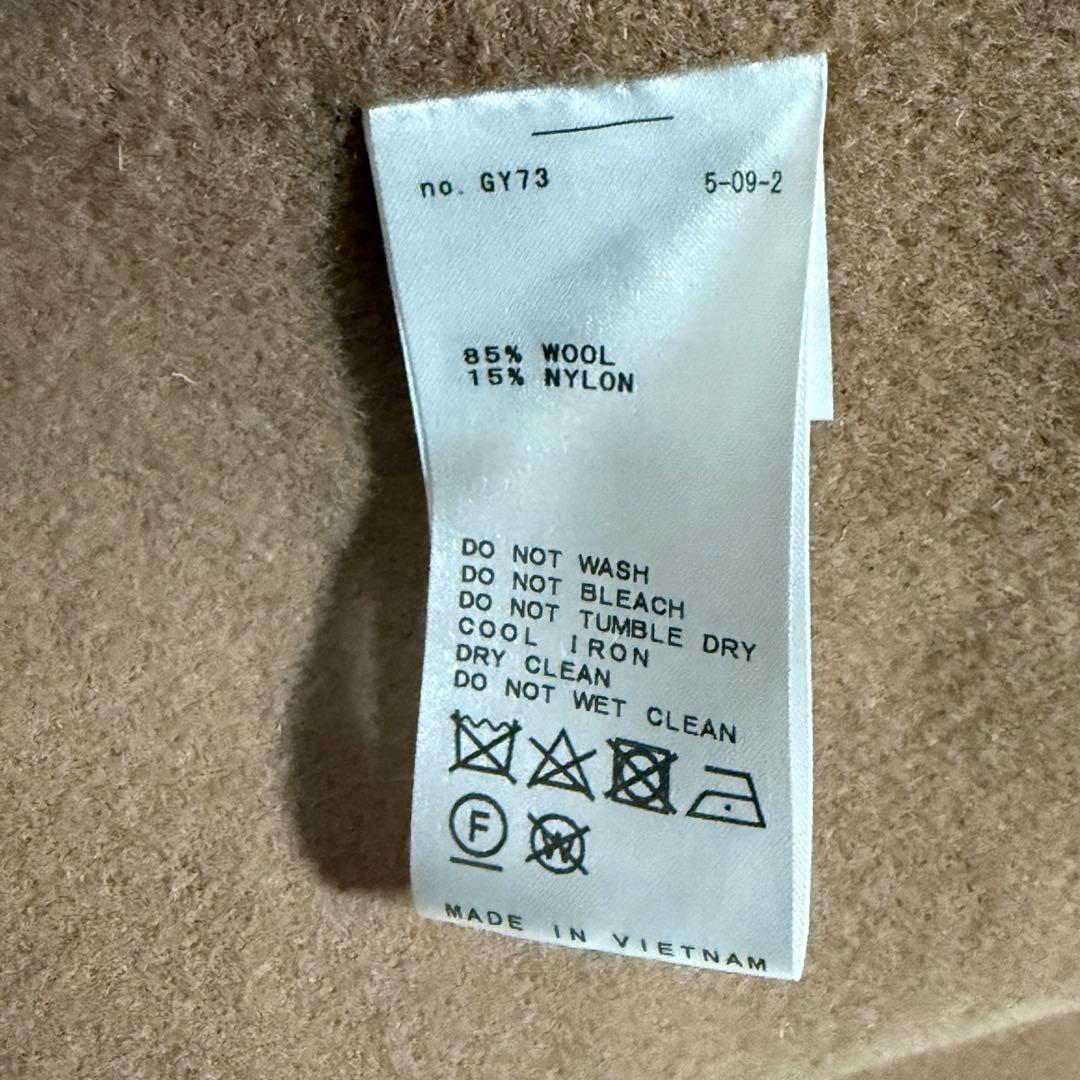 no. GY73 5-09-2
85% WOOL
15% NYLON
DO NOT WASH
DO NOT BLEACH
DO NOT TUMBLE DRY
COOL IRON
DRY CLEAN
DO NOT WET CLEAN
F W
MADE IN VIETNAM